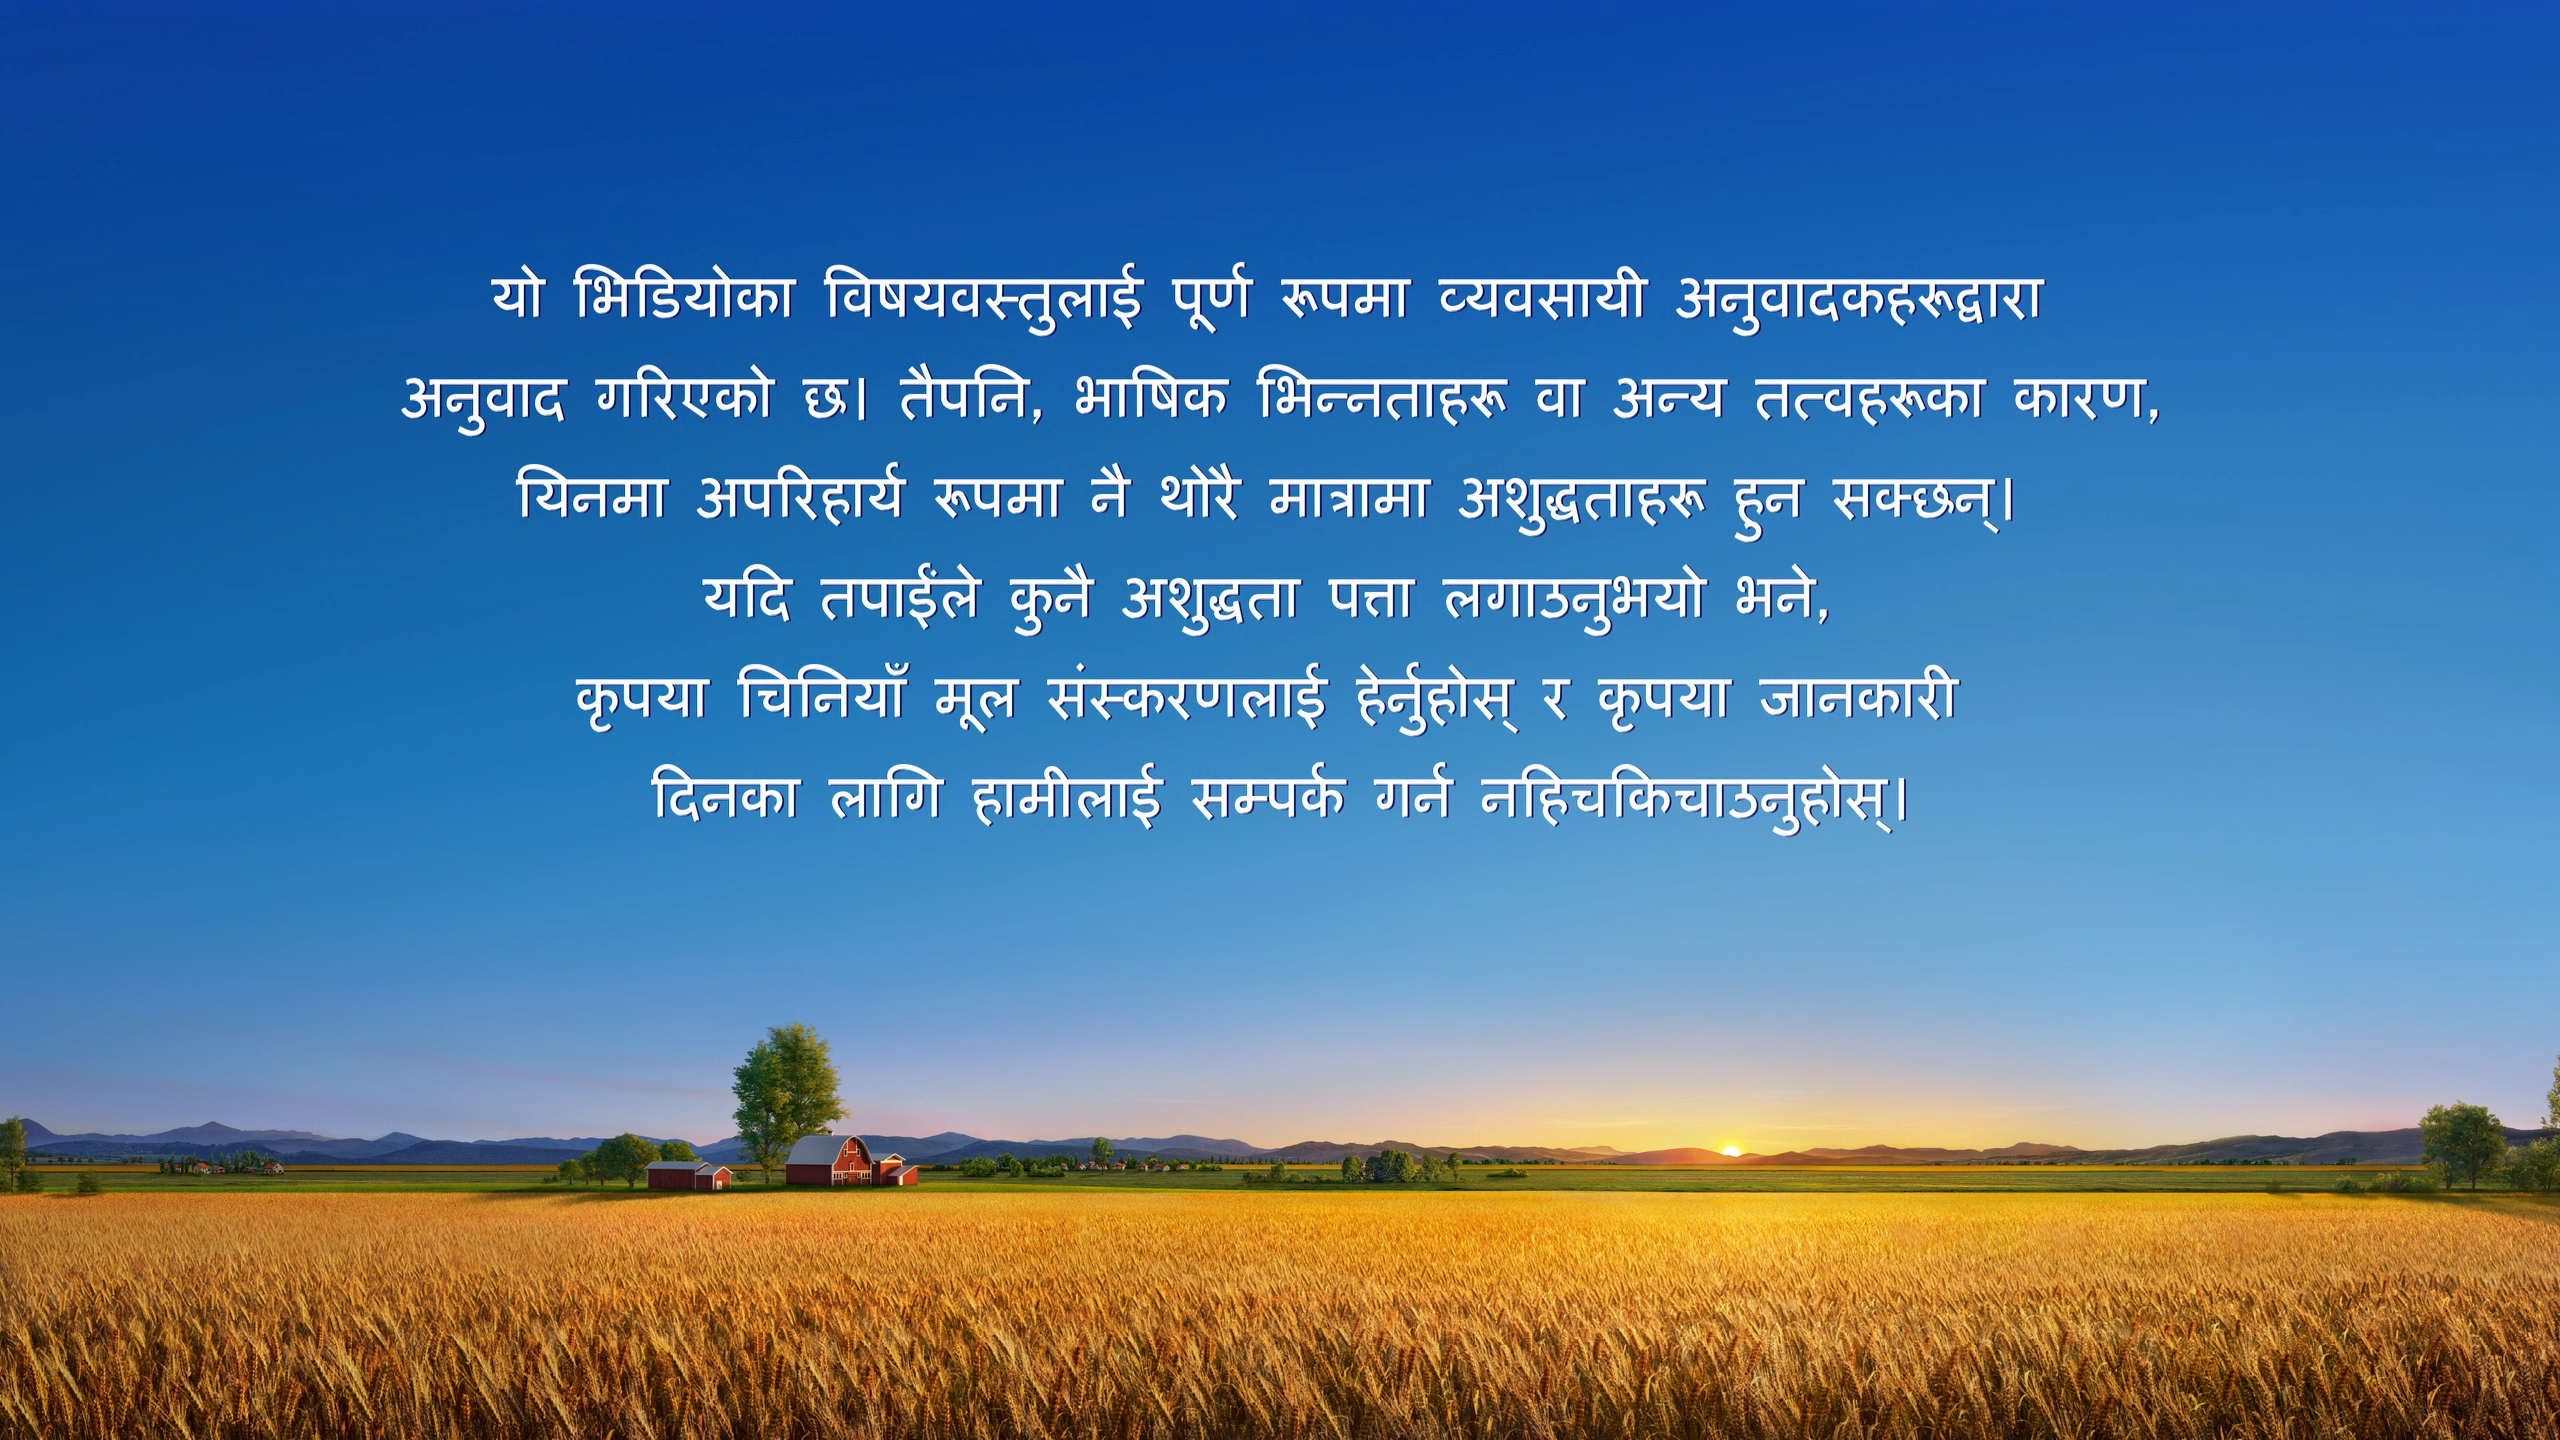 यो भिडियोका विषयवस्तुलाई पूर्ण रूपमा व्यवसायी अनुवादकहरूद्वारा
अनुवाद गरिएको छ। तैपनि, भाषिक भिन्नताहरू वा अन्य तत्वहरूका कारण,
यिनमा अपरिहार्य रूपमा नै थोरै मात्रामा अशुद्धताहरू हुन सक्छन्।
यदि तपाईंले कुनै अशुद्धता पत्ता लगाउनुभयो भने,
कृपया चिनियाँ मूल संस्करणलाई हेर्नुहोस् र कृपया जानकारी
दिनका लागि हामीलाई सम्पर्क गर्न नहिचकिचाउनुहोस्।